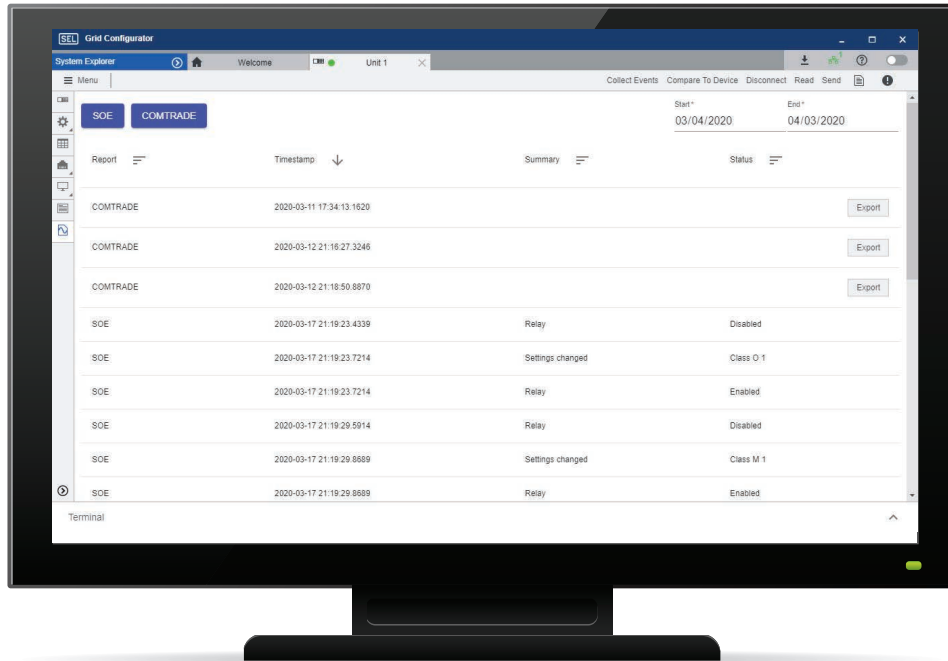 SEL Grid Configurator
System Explorer Welcome Unit 1 1
Menu Collect Events Compare To Device Disconnect Read Send
SOE COMTRADE Start* End*
03/04/2020 04/03/2020
Report Timestamp Summary Status
COMTRADE 2020-03-11 17:34:13.1620 Export
COMTRADE 2020-03-12 21:16:27.3246 Export
COMTRADE 2020-03-12 21:18:50.8870 Export
SOE 2020-03-17 21:19:23.4339 Relay Disabled
SOE 2020-03-17 21:19:23.7214 Settings changed Class O 1
SOE 2020-03-17 21:19:23.7214 Relay Enabled
SOE 2020-03-17 21:19:29.5914 Relay Disabled
SOE 2020-03-17 21:19:29.8689 Settings changed Class M 1
SOE 2020-03-17 21:19:29.8689 Relay Enabled
Terminal